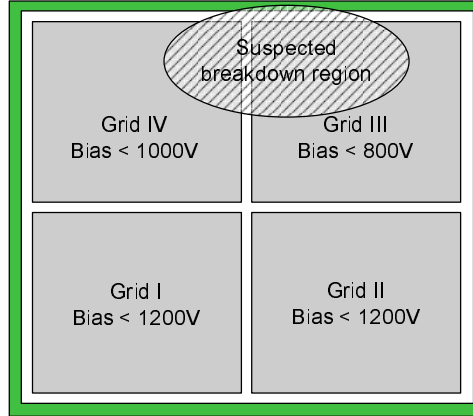 Suspected
breakdown region
Grid IV
Bias < 1000V
Grid III
Bias < 800V
Grid I
Bias < 1200V
Grid II
Bias < 1200V